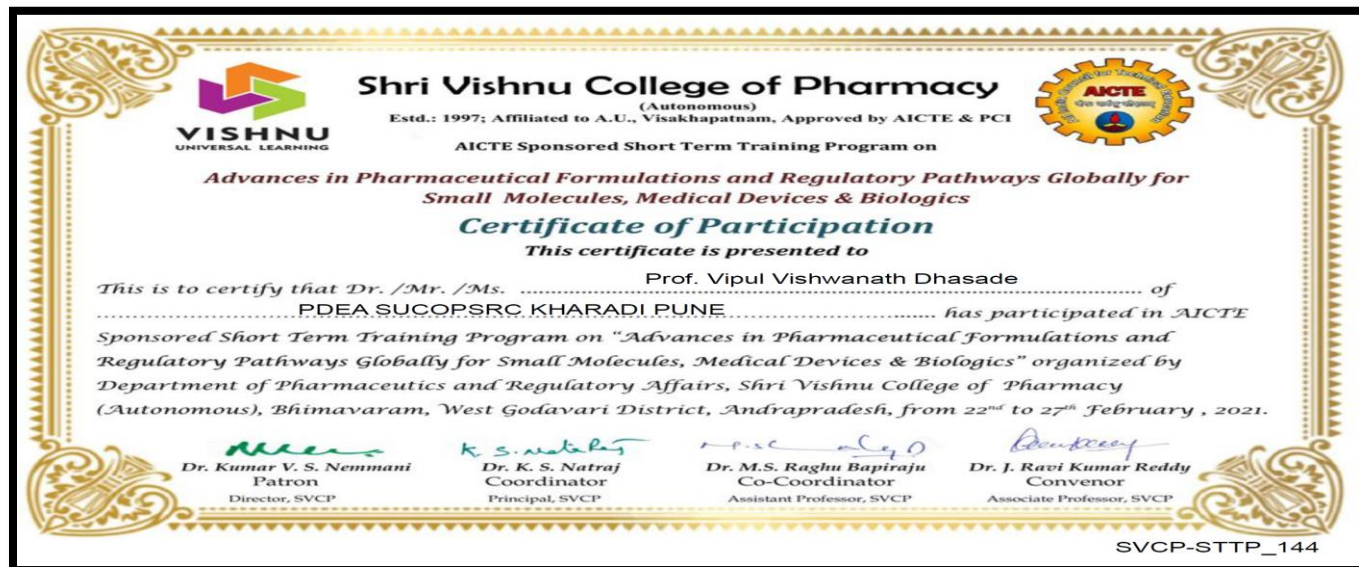 VISHNU
UNIVERSAL LEARNING
Shri Vishnu College of Pharmacy
(Autonomous)
Estd.: 1997; Affiliated to A.U., Visakhapatnam, Approved by AICTE & PCI
AICTE
AICTE Sponsored Short Term Training Program on
Advances in Pharmaceutical Formulations and Regulatory Pathways Globally for
Small Molecules, Medical Devices & Biologics
Certificate of Participation
This certificate is presented to
This is to certify that Dr. /Mr. /Ms. Prof. Vipul Vishwanath Dhasade of
PDEA SUCOPSRC KHARADI PUNE has participated in AICTE
Sponsored Short Term Training Program on "Advances in Pharmaceutical Formulations and
Regulatory Pathways Globally for Small Molecules, Medical Devices & Biologics" organized by
Department of Pharmaceutics and Regulatory Affairs, Shri Vishnu College of Pharmacy
(Autonomous), Bhimavaram, West Godavari District, Andrapradesh, from 22nd to 27th February , 2021.
Dr. Kumar V. S. Nemmani Dr. K. S. Natraj Dr. M.S. Raghu Bapiraju Dr. J. Ravi Kumar Reddy
Patron Coordinator Co-Coordinator Convenor
Director, SVCP Principal, SVCP Assistant Professor, SVCP Associate Professor, SVCP
SVCP-STTP_144